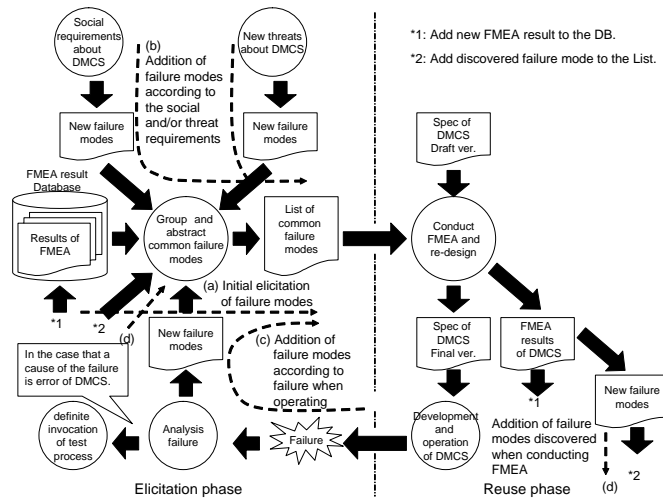 Social
requirements
about DMCS
(b)
Addition of
failure modes
according to
the social
and/or threat
requirements
New threats
about DMCS
*1: Add new FMEA result to the DB.
*2: Add discovered failure mode to the List.
New failure
modes
New failure
modes
Spec of
DMCS
Draft ver.
FMEA result
Database
Results of
FMEA
Group and
abstract
common failure
modes
List of
common
failure
modes
Conduct
FMEA and
re-design
(a) Initial elicitation
of failure modes
*1
*2
(d)
New failure
modes
(c) Addition of
failure modes
according to
failure when
operating
Spec of
DMCS
Final ver.
FMEA
results
of DMCS
In the case that a
cause of the failure
is error of DMCS.
New failure
modes
*1
definite
invocation
of test
process
Analysis
failure
Failure
Development
and
operation
of DMCS
Addition of failure
modes discovered
when conducting
FMEA
(d)
*2
Elicitation phase
Reuse phase